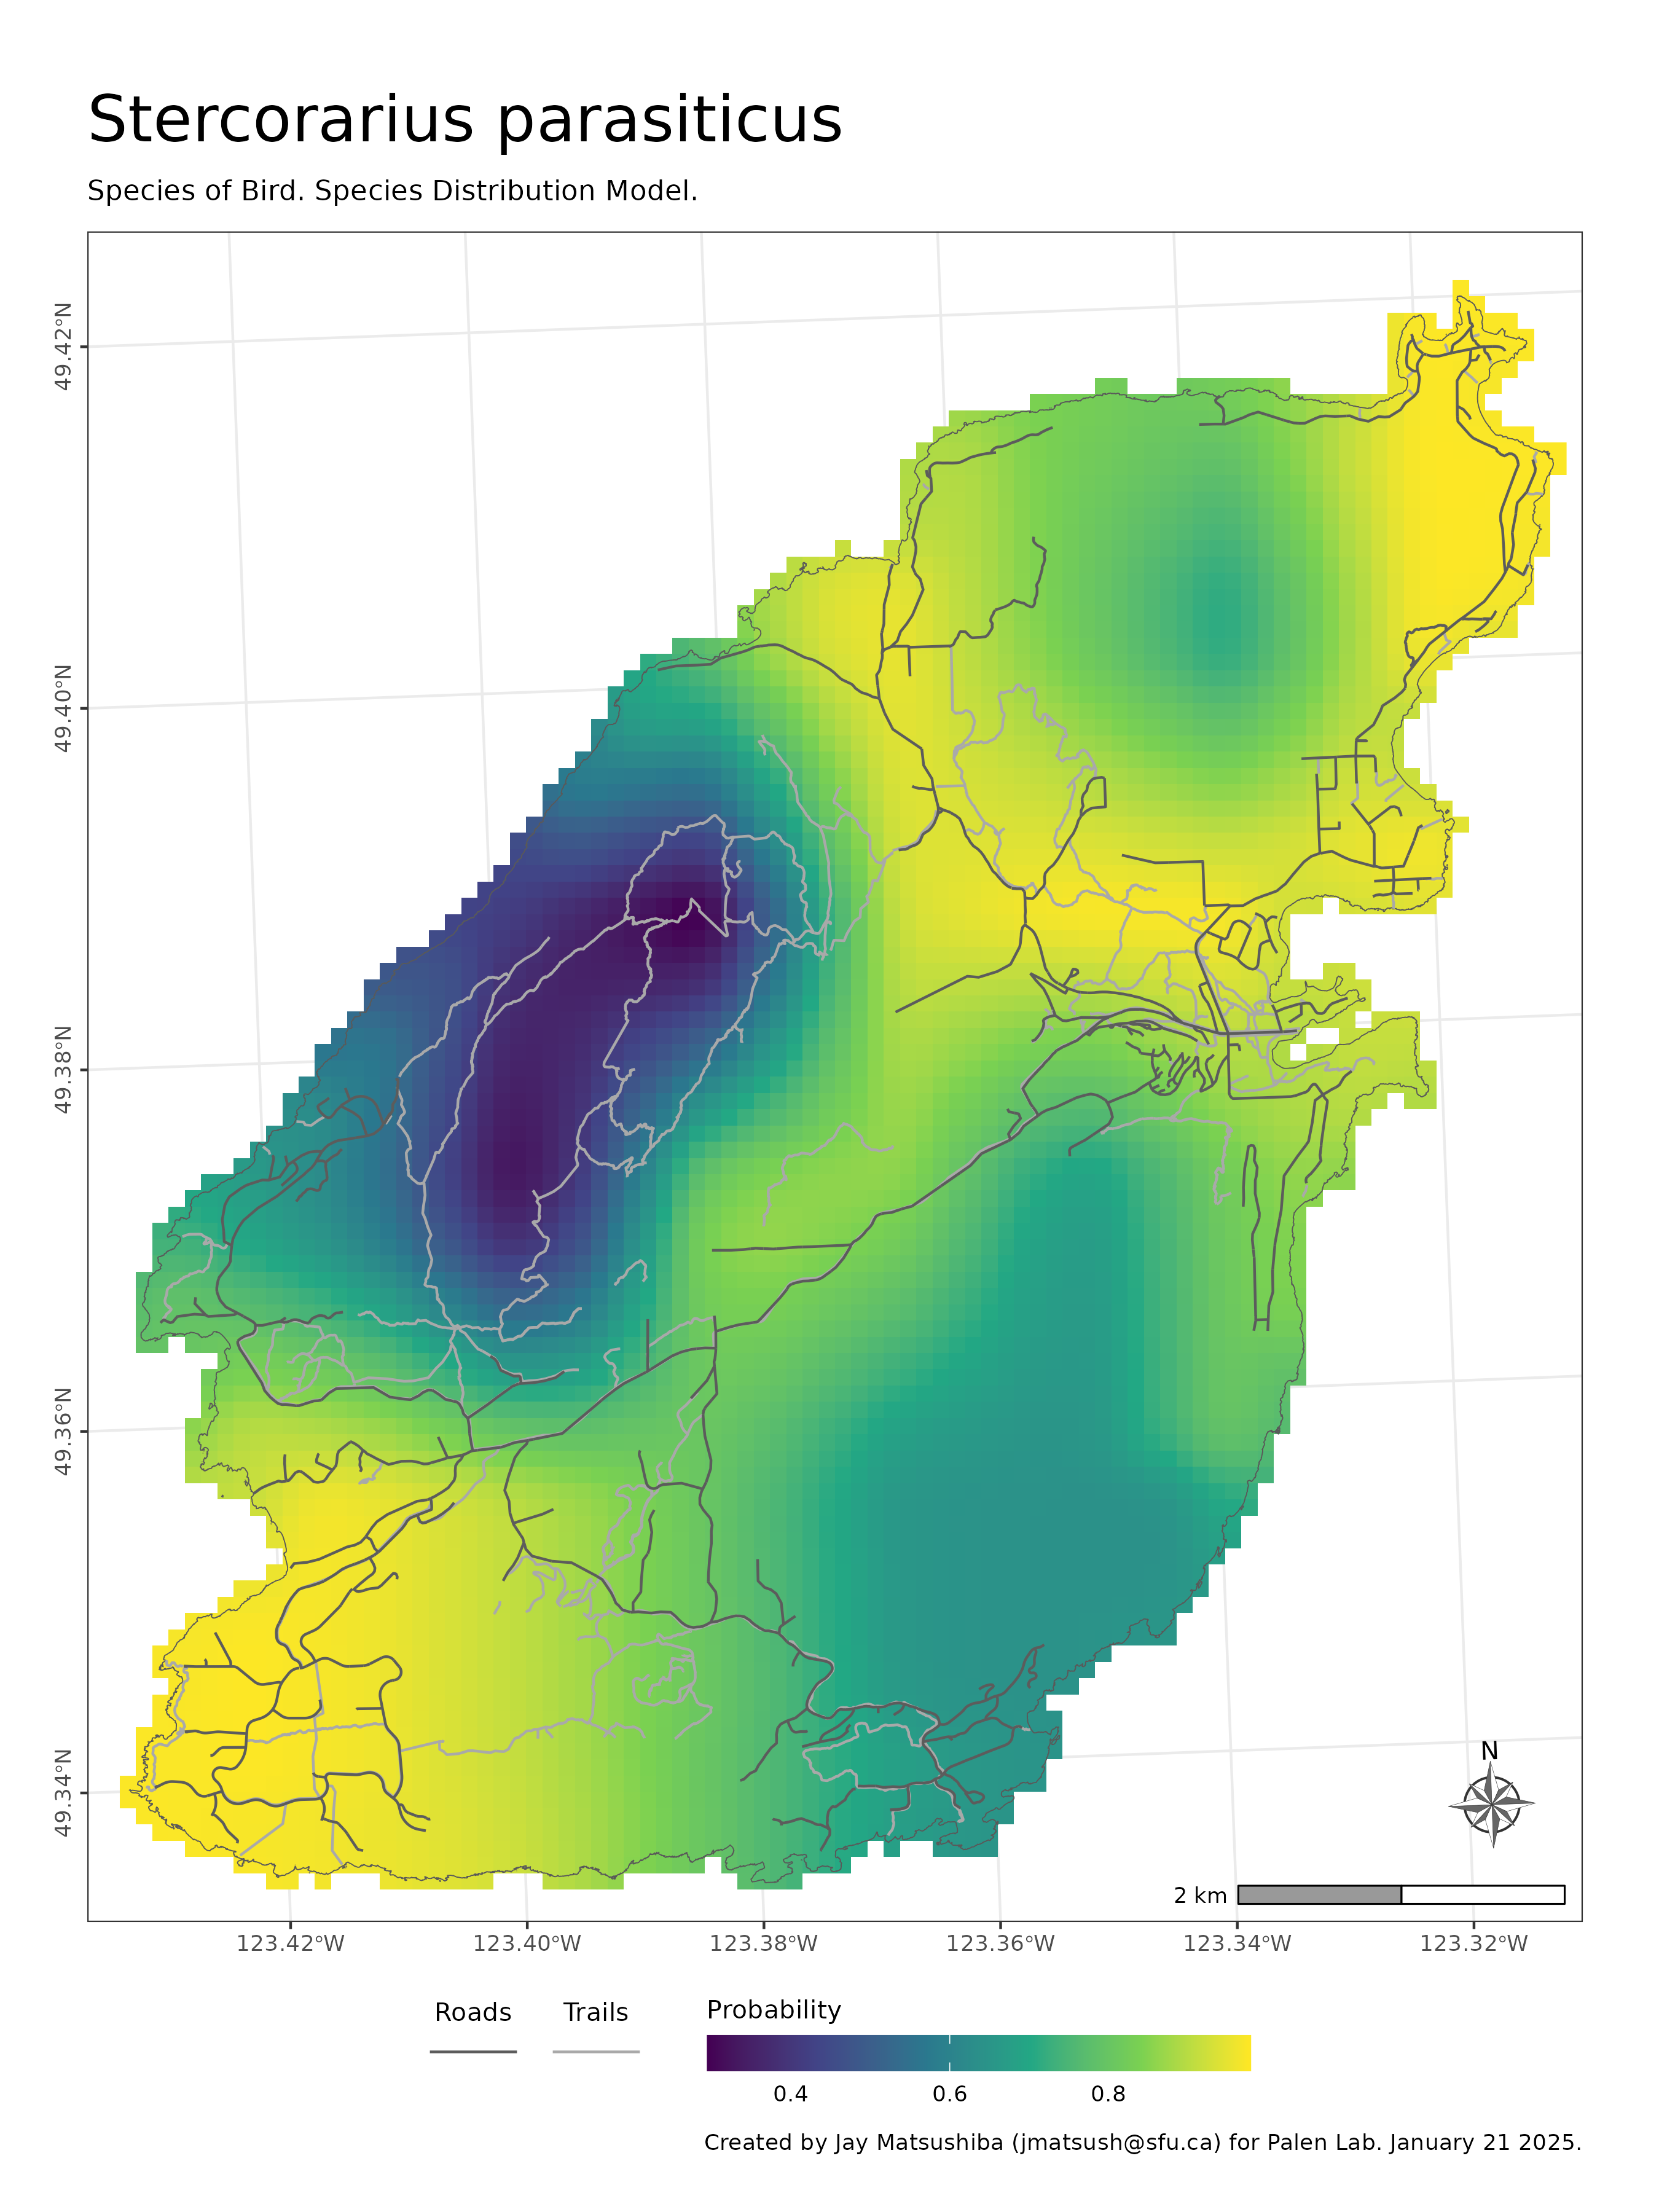 Stercorarius parasiticus
Species of Bird. Species Distribution Model.
49.42°N
49.40°N
49.38°N
49.36°N
49.34°N
N
2 km
123.42°W 123.40°W 123.38°W 123.36°W 123.34°W 123.32°W
Roads Trails Probability
0.4 0.6 0.8
Created by Jay Matsushiba (jmatsush@sfu.ca) for Palen Lab. January 21 2025.